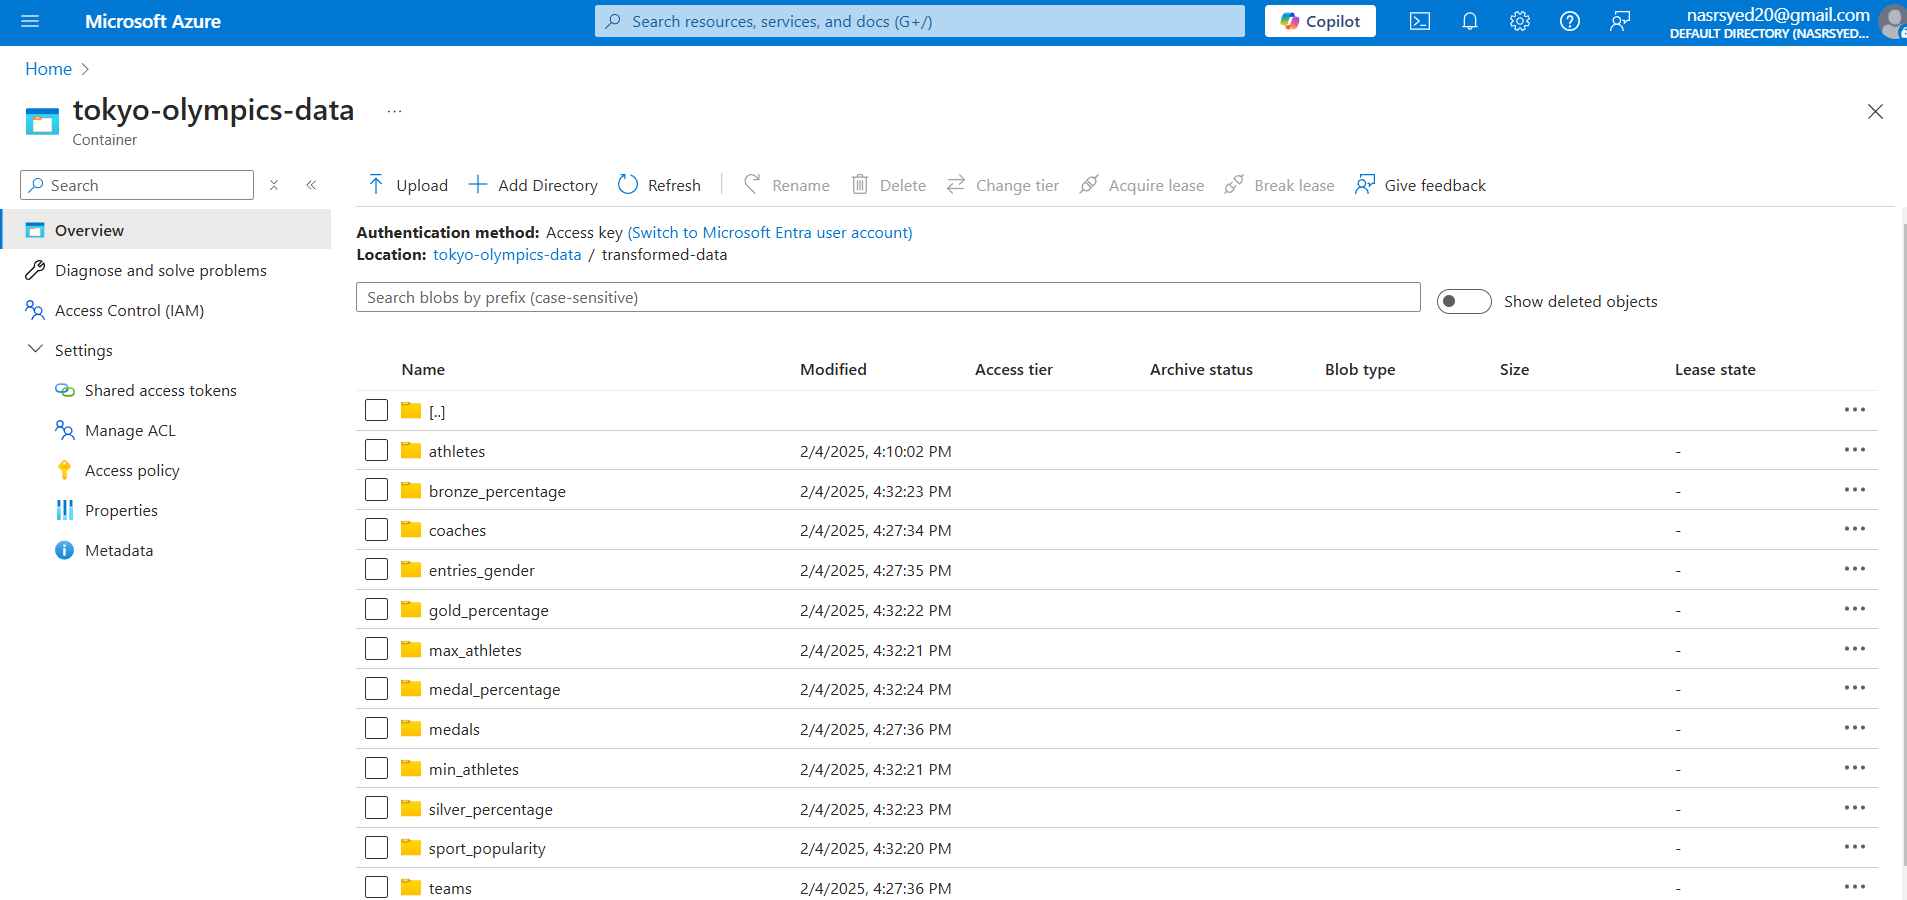 Microsoft Azure
Search resources, services, and docs (G+/)
Copilot
nasrsyed20@gmail.com
DEFAULT DIRECTORY (NASRSYED...
Home
tokyo-olympics-data ...
Container
Search
Upload Add Directory Refresh Rename Delete Change tier Acquire lease Break lease Give feedback
Overview
Diagnose and solve problems
Access Control (IAM)
Settings
Shared access tokens
Manage ACL
Access policy
Properties
Metadata
Authentication method: Access key (Switch to Microsoft Entra user account)
Location: tokyo-olympics-data / transformed-data
Search blobs by prefix (case-sensitive)
Show deleted objects
Name Modified Access tier Archive status Blob type Size Lease state
[..]
athletes 2/4/2025, 4:10:02 PM -
bronze_percentage 2/4/2025, 4:32:23 PM -
coaches 2/4/2025, 4:27:34 PM -
entries_gender 2/4/2025, 4:27:35 PM -
gold_percentage 2/4/2025, 4:32:22 PM -
max_athletes 2/4/2025, 4:32:21 PM -
medal_percentage 2/4/2025, 4:32:24 PM -
medals 2/4/2025, 4:27:36 PM -
min_athletes 2/4/2025, 4:32:21 PM -
silver_percentage 2/4/2025, 4:32:23 PM -
sport_popularity 2/4/2025, 4:32:20 PM -
teams 2/4/2025, 4:27:36 PM -